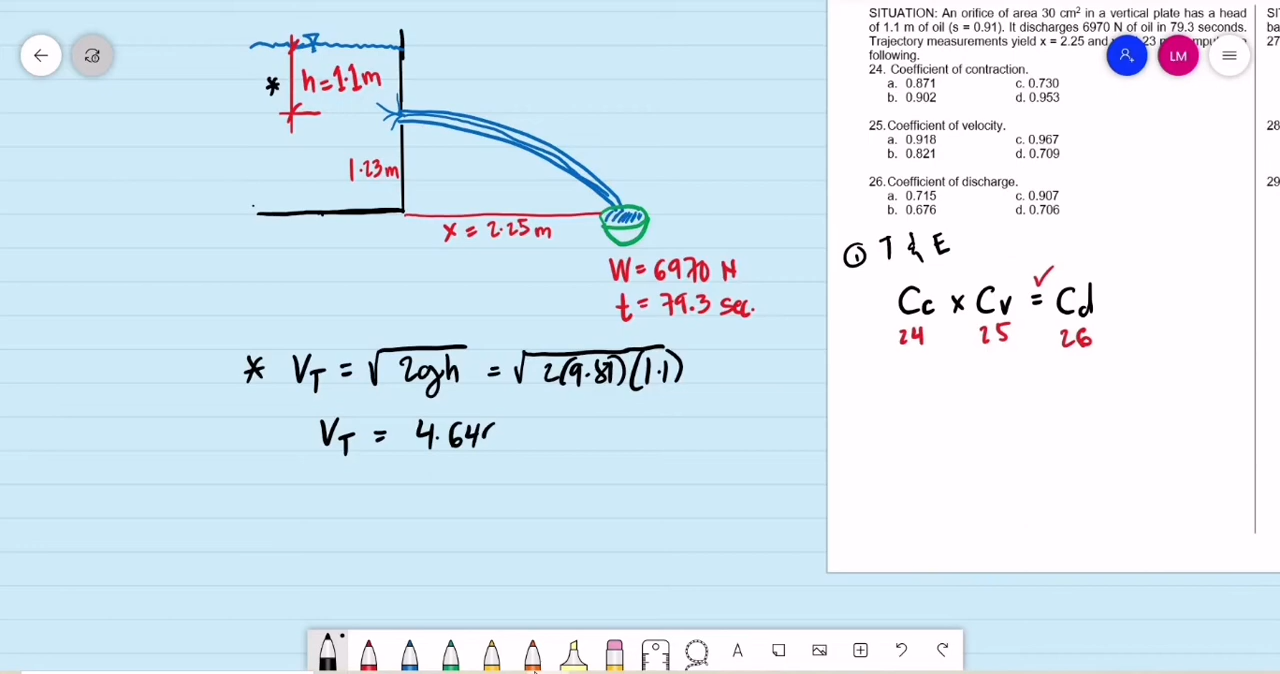 SITUATION: An orifice of area 30 cm² in a vertical plate has a head
of 1.1 m of oil (s = 0.91). It discharges 6970 N of oil in 79.3 seconds.
Trajectory measurements yield x = 2.25 and
following.
24. Coefficient of contraction.
a. 0.871 c. 0.730
b. 0.902 d. 0.953
25. Coefficient of velocity.
a. 0.918 c. 0.967
b. 0.821 d. 0.709
26. Coefficient of discharge.
a. 0.715 c. 0.907
b. 0.676 d. 0.706
LM
SI
ba
27
28
29
* h = 1.1m
1.23m
x = 2.25 m
W = 6970 N
t = 79.3 sec.
① T & E
Cc x Cv = Cd
24 25 26
* VT = √2gh = √2(9.81)(1.1)
VT = 4.64
A